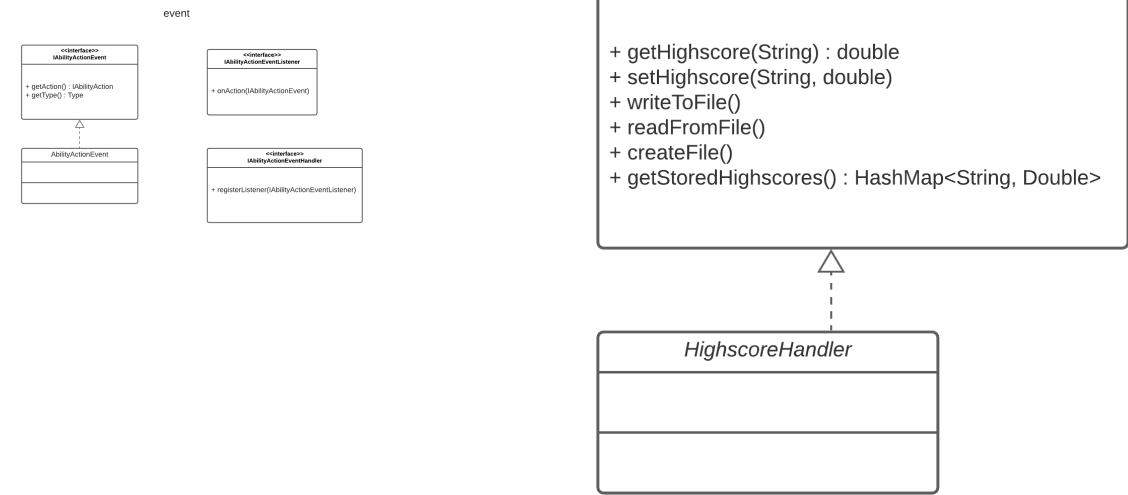 event
<<interface>>
IAbilityActionEvent
+ getAction() : IAbilityAction
+ getType() : Type
AbilityActionEvent
<<interface>>
IAbilityActionEventListener
+ onAction(IAbilityActionEvent)
<<interface>>
IAbilityActionEventHandler
+ registerListener(IAbilityActionEventListener)
+ getHighscore(String) : double
+ setHighscore(String, double)
+ writeToFile()
+ readFromFile()
+ createFile()
+ getStoredHighscores() : HashMap<String, Double>
HighscoreHandler